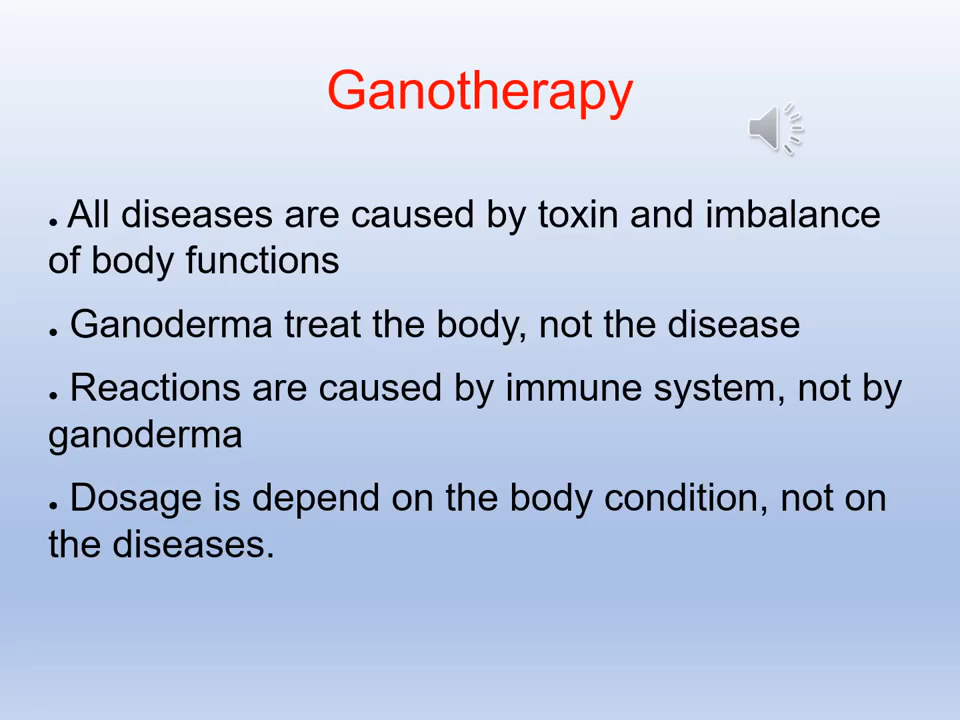 Ganotherapy
● All diseases are caused by toxin and imbalance
of body functions
● Ganoderma treat the body, not the disease
● Reactions are caused by immune system, not by
ganoderma
● Dosage is depend on the body condition, not on
the diseases.